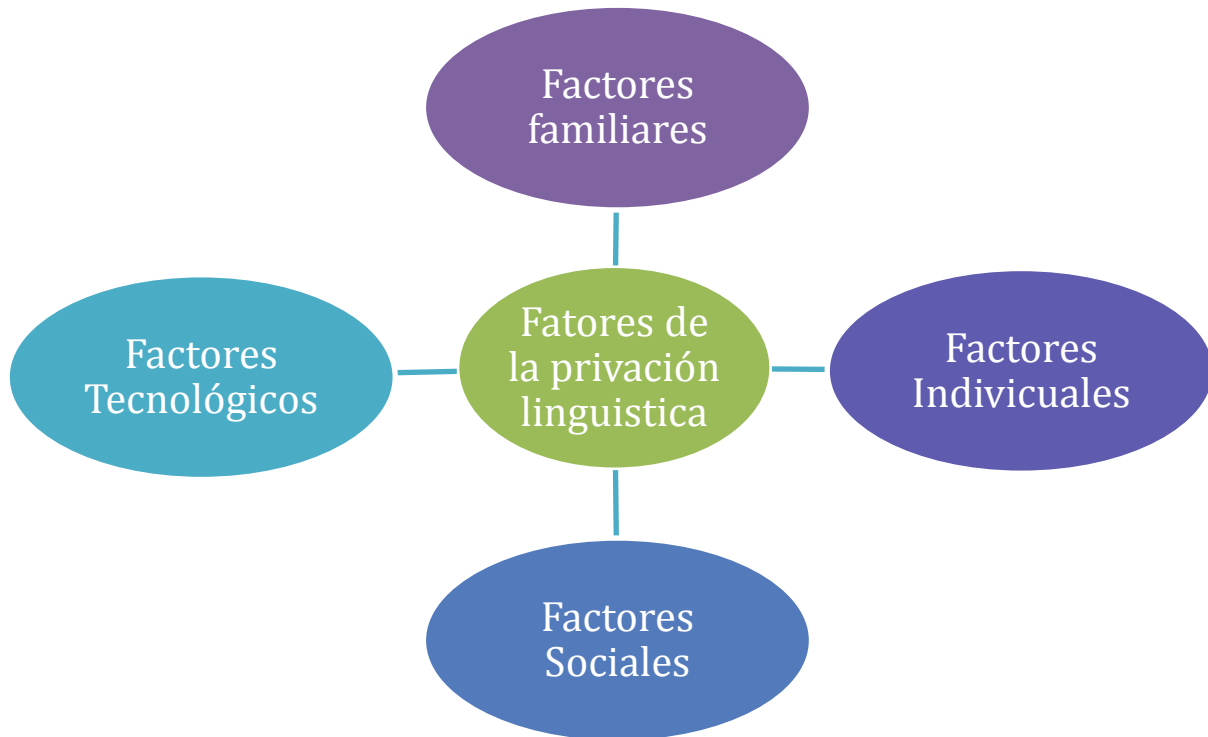 Factores
familiares
Factores
Tecnológicos
Fatores de
la privación
linguistica
Factores
Indivicuales
Factores
Sociales